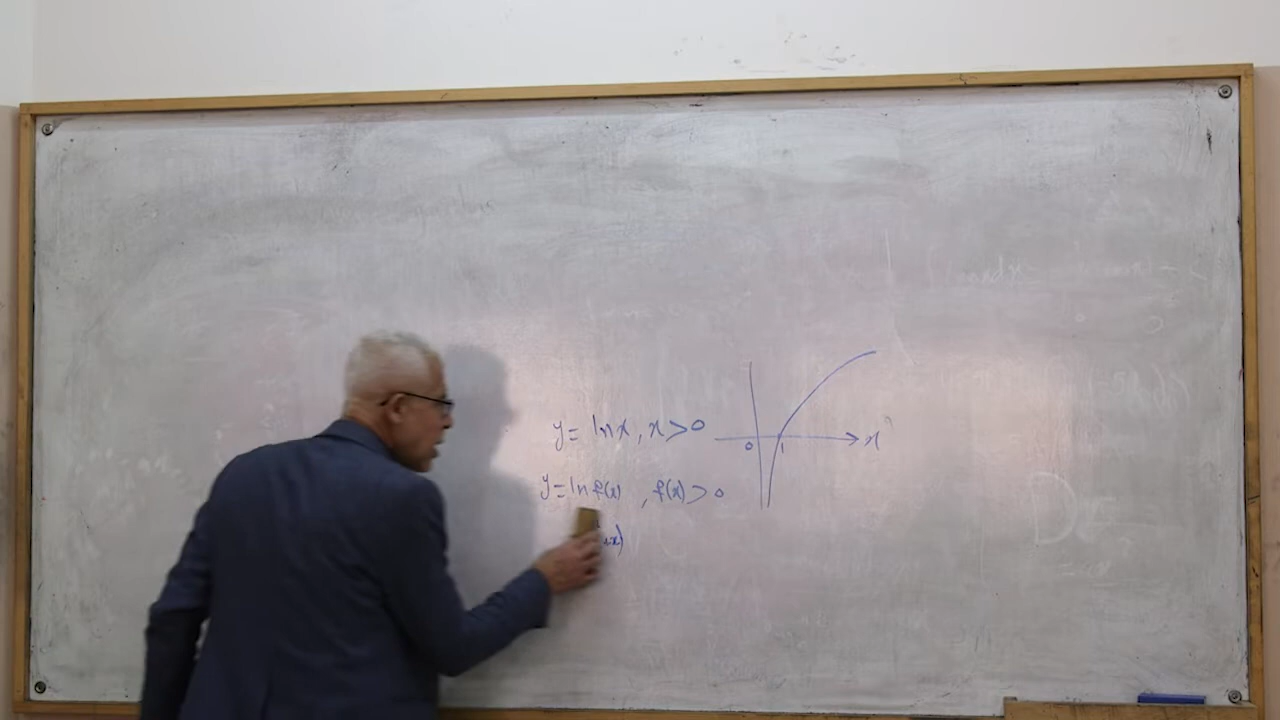 y = ln x , x > 0
y = ln f(x) , f(x) > 0
0 1 x